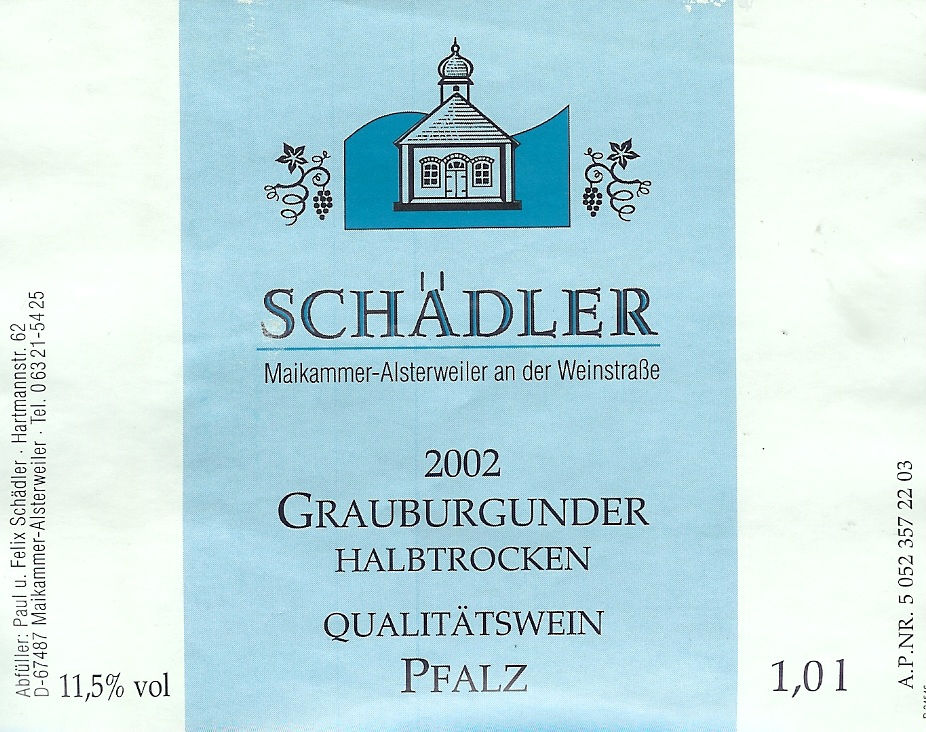 SCHÄDLER
Maikammer-Alsterweiler an der Weinstraße
2002
GRAUBURGUNDER
HALBTROCKEN
QUALITÄTSWEIN
PFALZ
Abfüller: Paul u. Felix Schädler · Hartmannstr. 62
D-67487 Maikammer-Alsterweiler · Tel. 0 63 21-54 25
11,5% vol
1,0 l
A.P.NR. 5 052 357 22 03